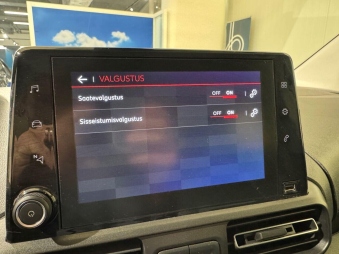 VALGUSTUS
Saatevalgustus OFF ON
Sisseistumisvalgustus OFF ON
N